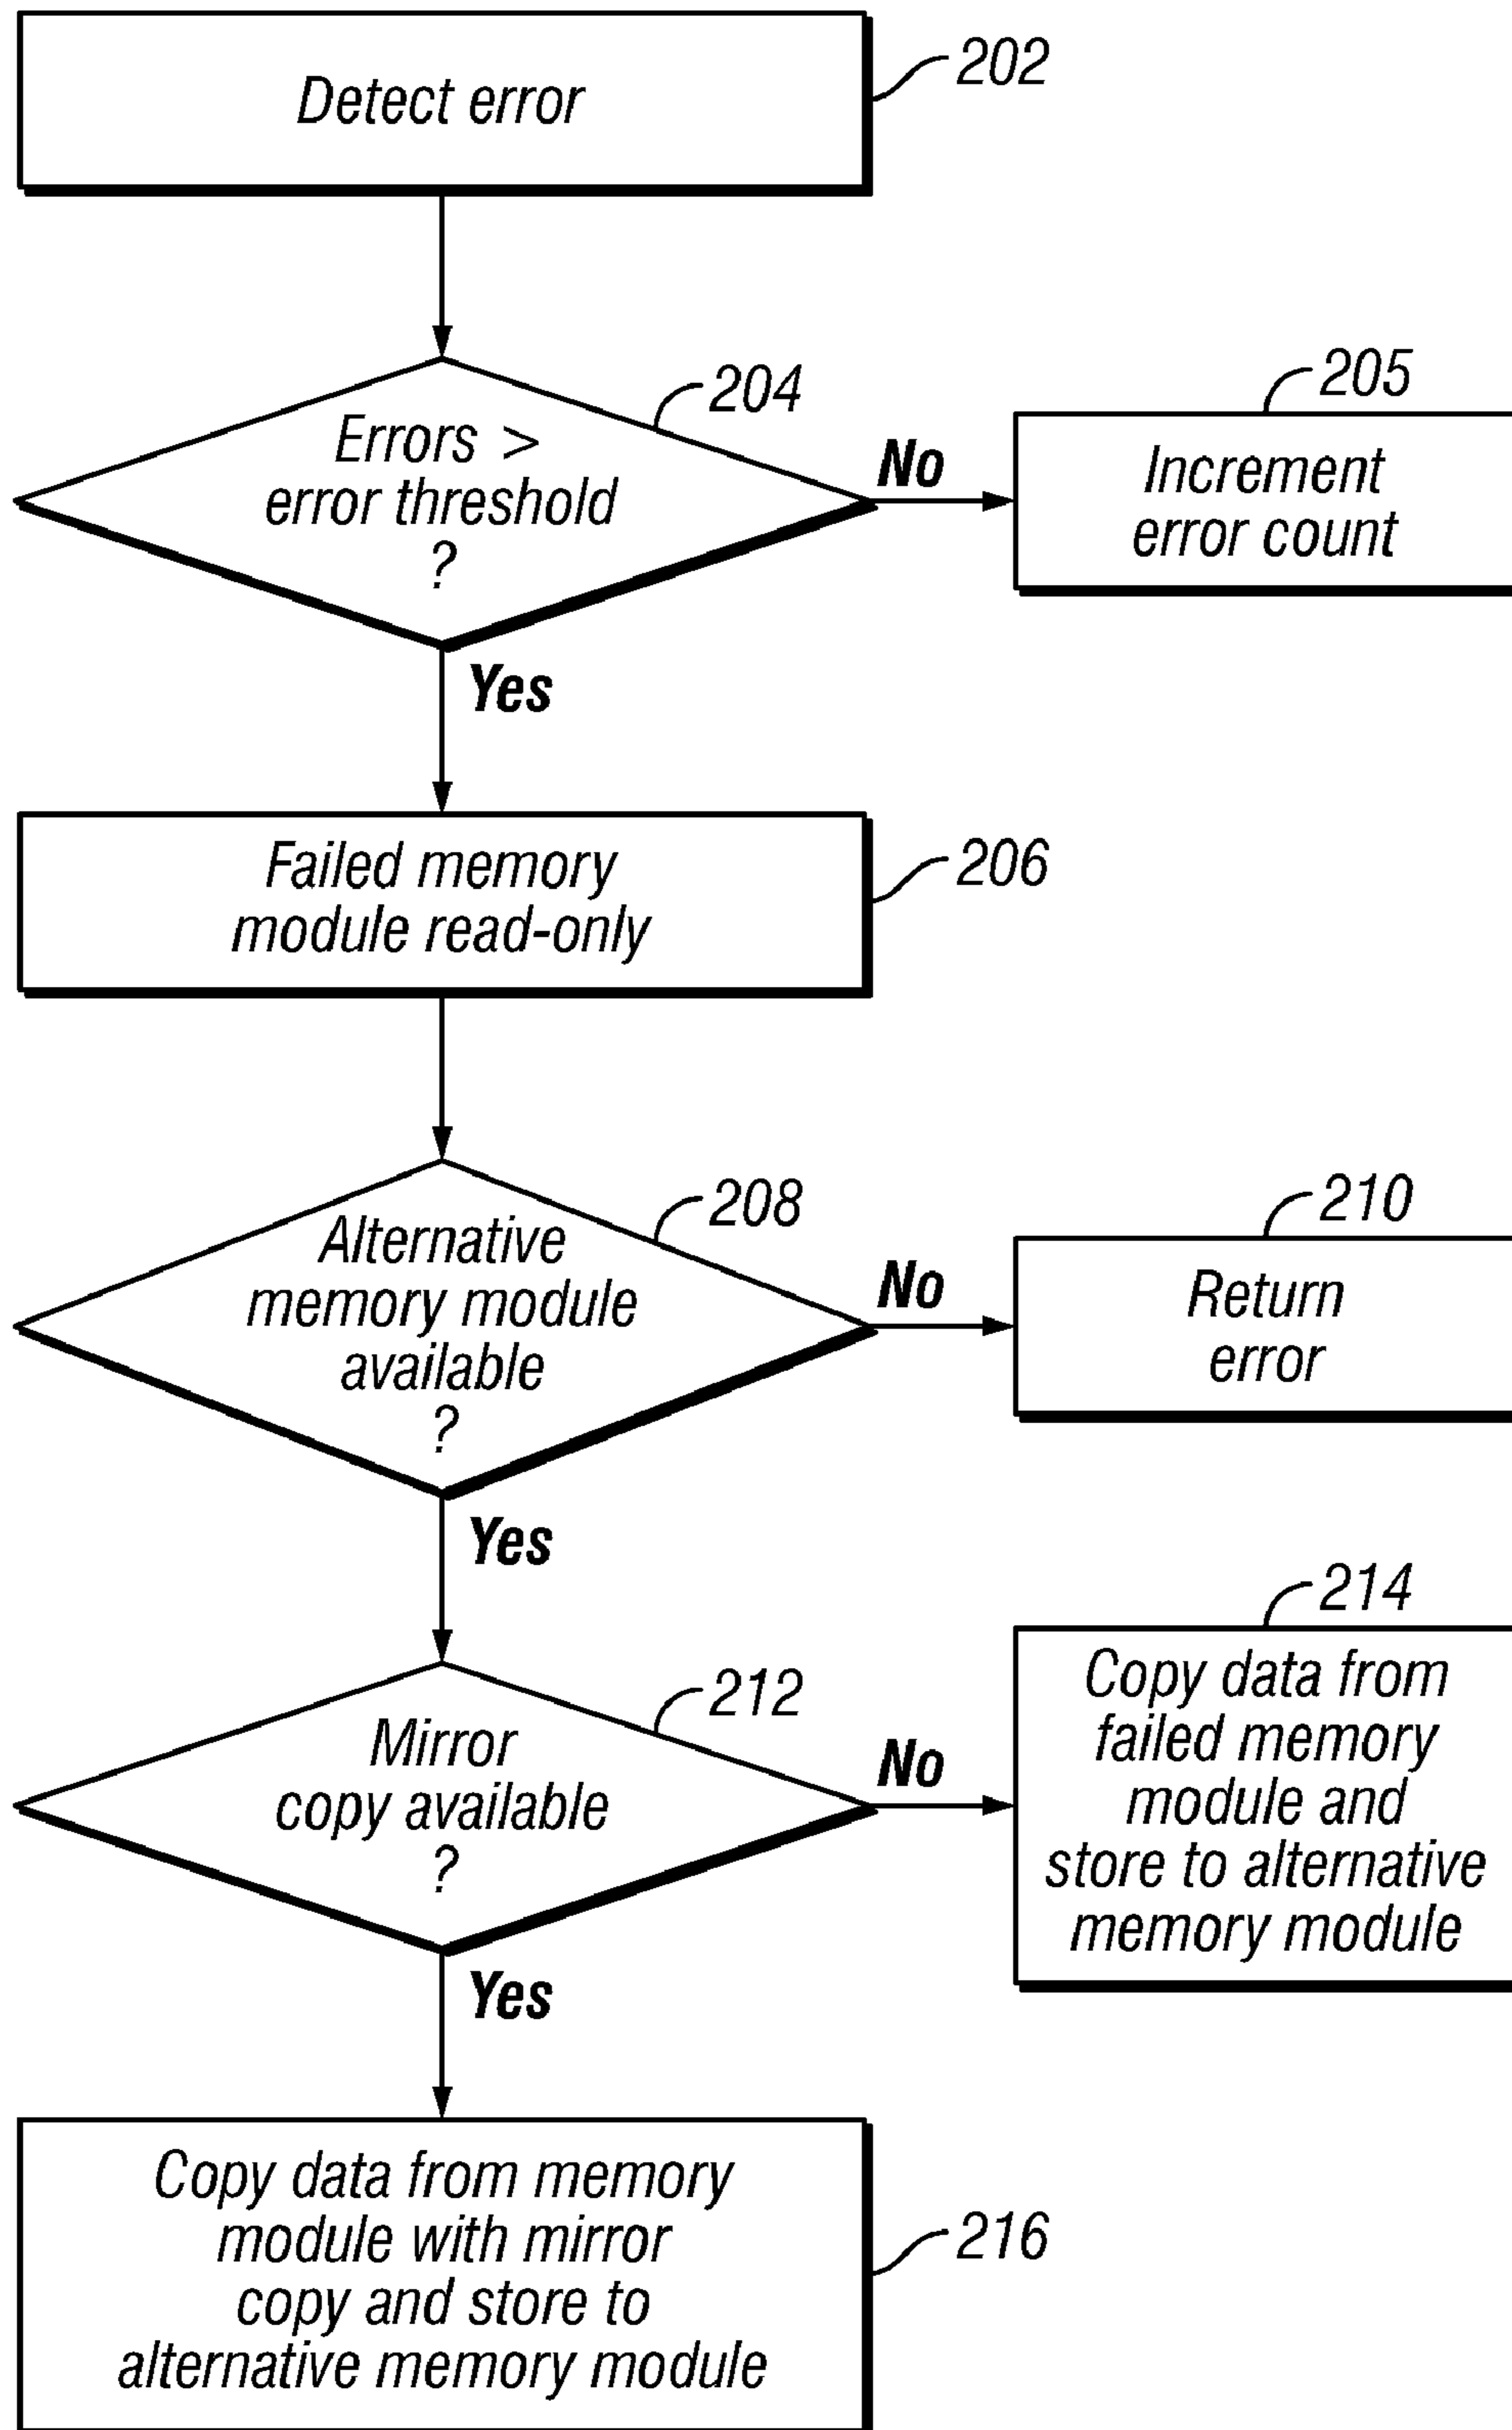 Detect error
202
Errors >
error threshold
?
204
No
205
Increment
error count
Yes
Failed memory
module read-only
206
Alternative
memory module
available
?
208
No
210
Return
error
Yes
Mirror
copy available
?
212
No
214
Copy data from
failed memory
module and
store to alternative
memory module
Yes
Copy data from memory
module with mirror
copy and store to
alternative memory module
216